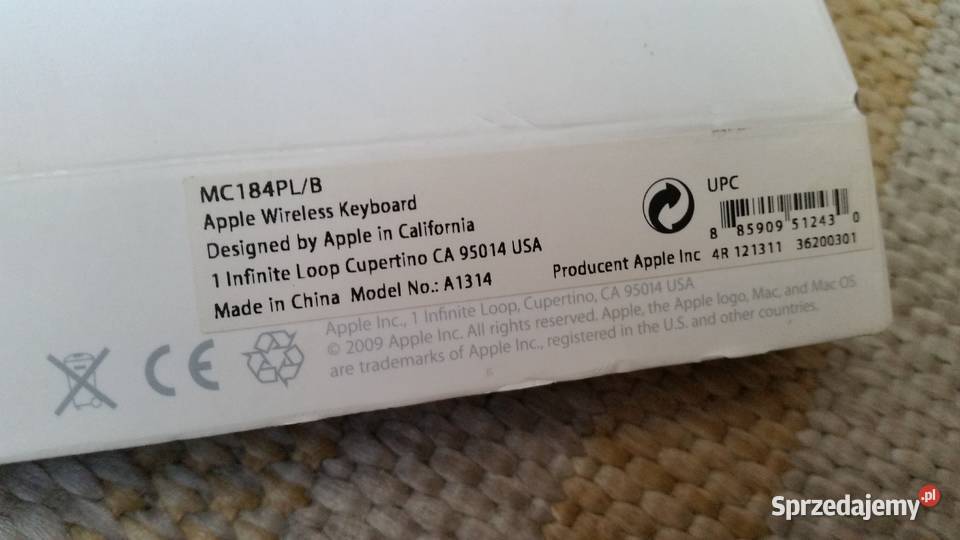 MC184PL/B
Apple Wireless Keyboard
Designed by Apple in California
1 Infinite Loop Cupertino CA 95014 USA
Made in China Model No.: A1314
UPC
8 85909 51243 0
Producent Apple Inc 4R 121311 36200301
Apple Inc., 1 Infinite Loop, Cupertino, CA 95014 USA
© 2009 Apple Inc. All rights reserved. Apple, the Apple logo, Mac, and Mac OS
are trademarks of Apple Inc., registered in the U.S. and other countries.
CE
Sprzedajemy.pl